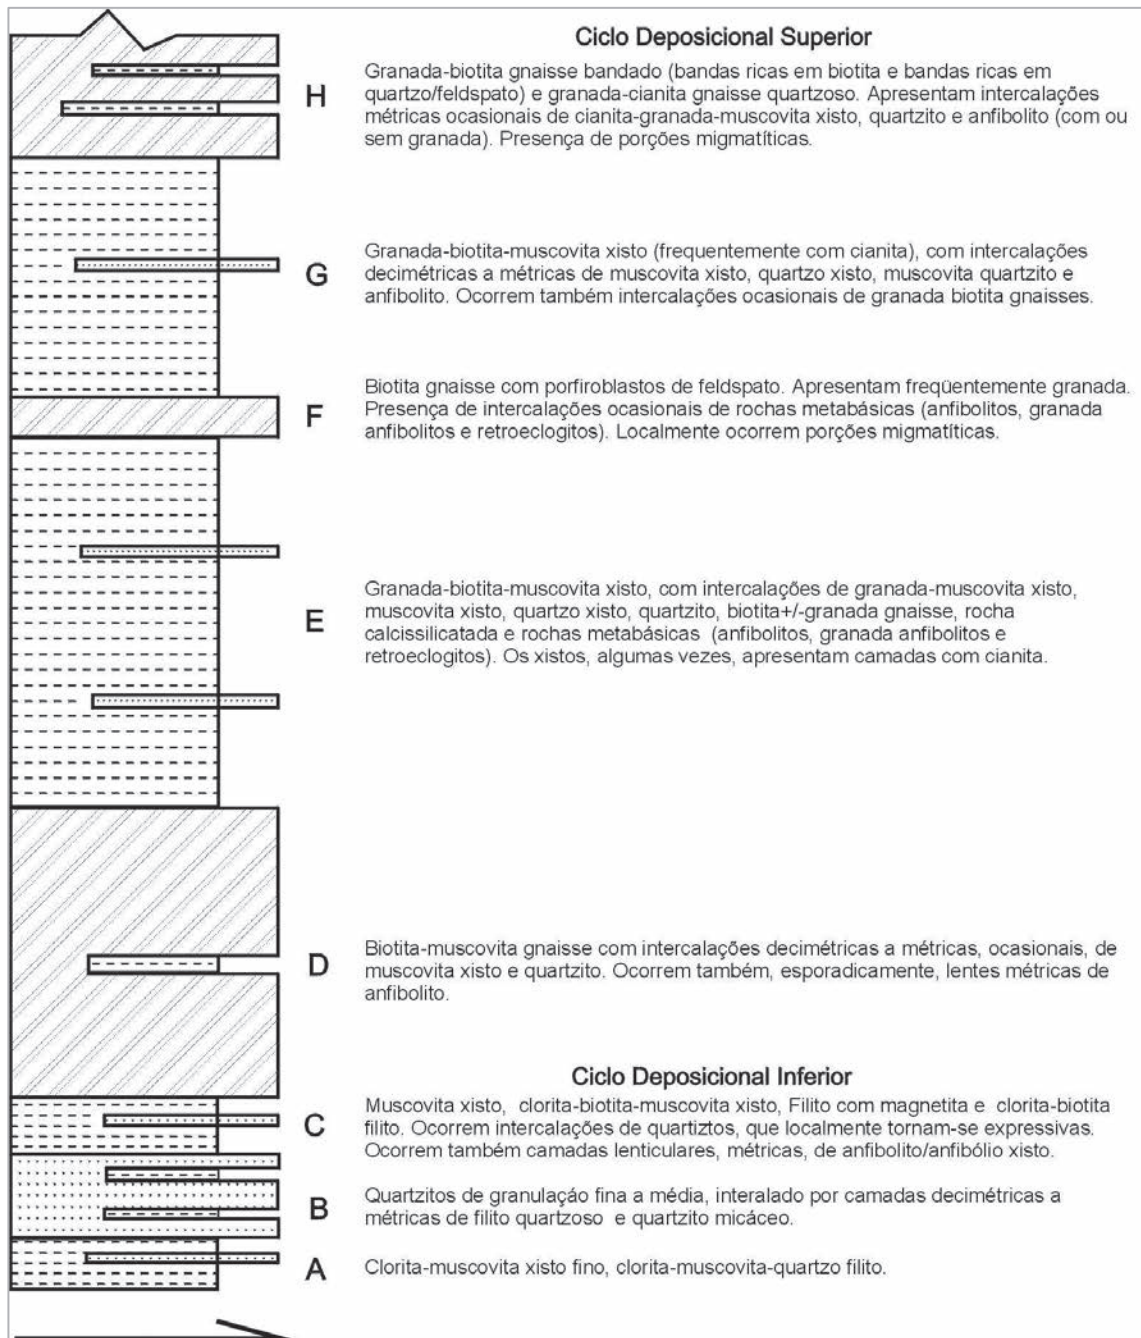 Ciclo Deposicional Superior
H
Granada-biotita gnaisse bandado (bandas ricas em biotita e bandas ricas em
quartzo/feldspato) e granada-cianita gnaisse quartzoso. Apresentam intercalações
métricas ocasionais de cianita-granada-muscovita xisto, quartzito e anfibolito (com ou
sem granada). Presença de porções migmatíticas.
G
Granada-biotita-muscovita xisto (frequentemente com cianita), com intercalações
decimétricas a métricas de muscovita xisto, quartzo xisto, muscovita quartzito e
anfibolito. Ocorrem também intercalações ocasionais de granada biotita gnaisses.
F
Biotita gnaisse com porfiroblastos de feldspato. Apresentam freqüentemente granada.
Presença de intercalações ocasionais de rochas metabásicas (anfibolitos, granada
anfibolitos e retroeclogitos). Localmente ocorrem porções migmatíticas.
E
Granada-biotita-muscovita xisto, com intercalações de granada-muscovita xisto,
muscovita xisto, quartzo xisto, quartzito, biotita+/-granada gnaisse, rocha
calcissilicatada e rochas metabásicas (anfibolitos, granada anfibolitos e
retroeclogitos). Os xistos, algumas vezes, apresentam camadas com cianita.
D
Biotita-muscovita gnaisse com intercalações decimétricas a métricas, ocasionais, de
muscovita xisto e quartzito. Ocorrem também, esporadicamente, lentes métricas de
anfibolito.
Ciclo Deposicional Inferior
C
Muscovita xisto, clorita-biotita-muscovita xisto, Filito com magnetita e clorita-biotita
filito. Ocorrem intercalações de quartiztos, que localmente tornam-se expressivas.
Ocorrem também camadas lenticulares, métricas, de anfibolito/anfibólio xisto.
B
Quartzitos de granulaçáo fina a média, interalado por camadas decimétricas a
métricas de filito quartzoso e quartzito micáceo.
A
Clorita-muscovita xisto fino, clorita-muscovita-quartzo filito.